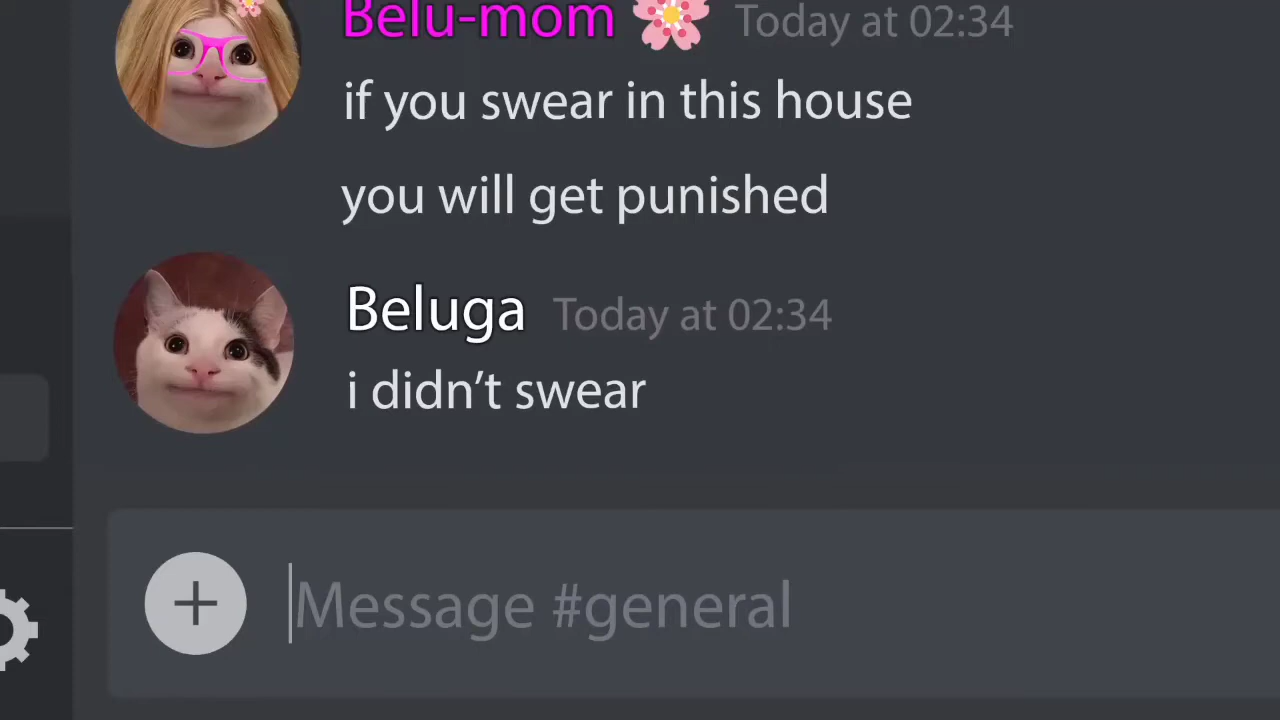 Belu-mom 🌸 Today at 02:34
if you swear in this house
you will get punished
Beluga Today at 02:34
i didn’t swear
Message #general